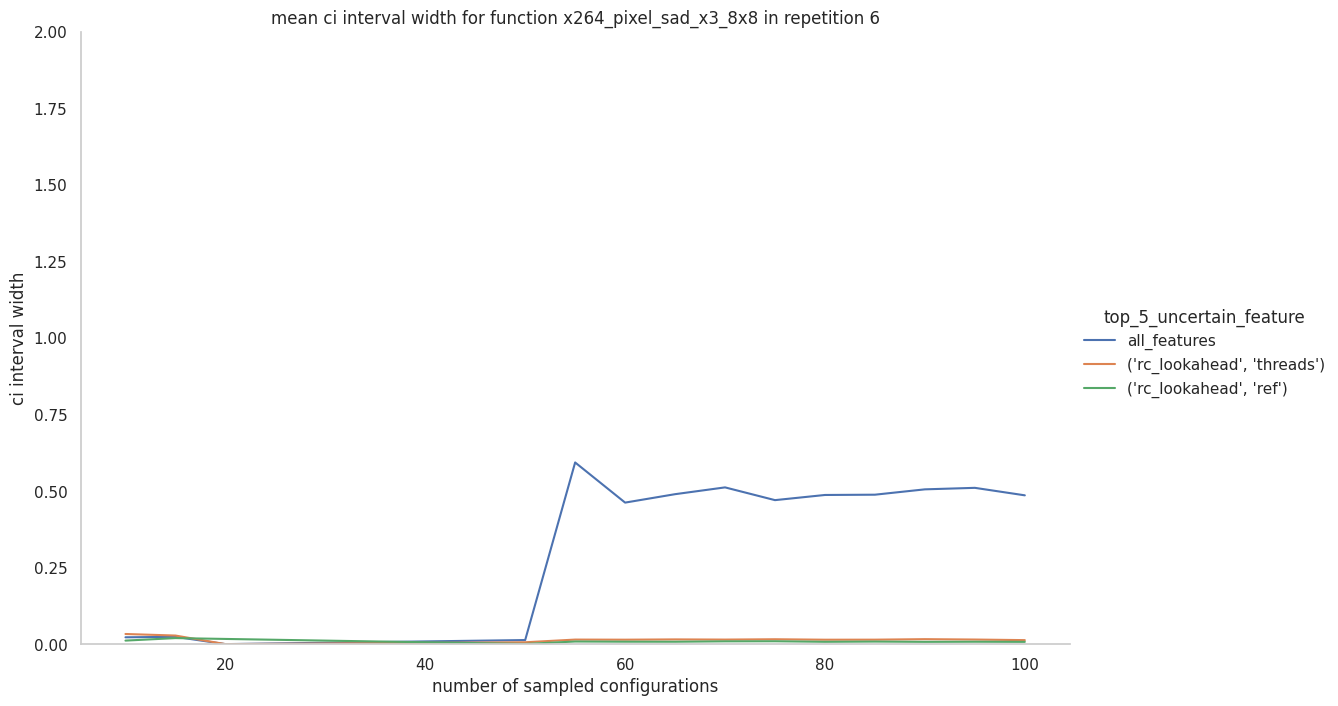 mean ci interval width for function x264_pixel_sad_x3_8x8 in repetition 6
2.00
1.75
1.50
1.25
1.00
0.75
0.50
0.25
0.00
ci interval width
20
40
60
80
100
number of sampled configurations
top_5_uncertain_feature
all_features
('rc_lookahead', 'threads')
('rc_lookahead', 'ref')